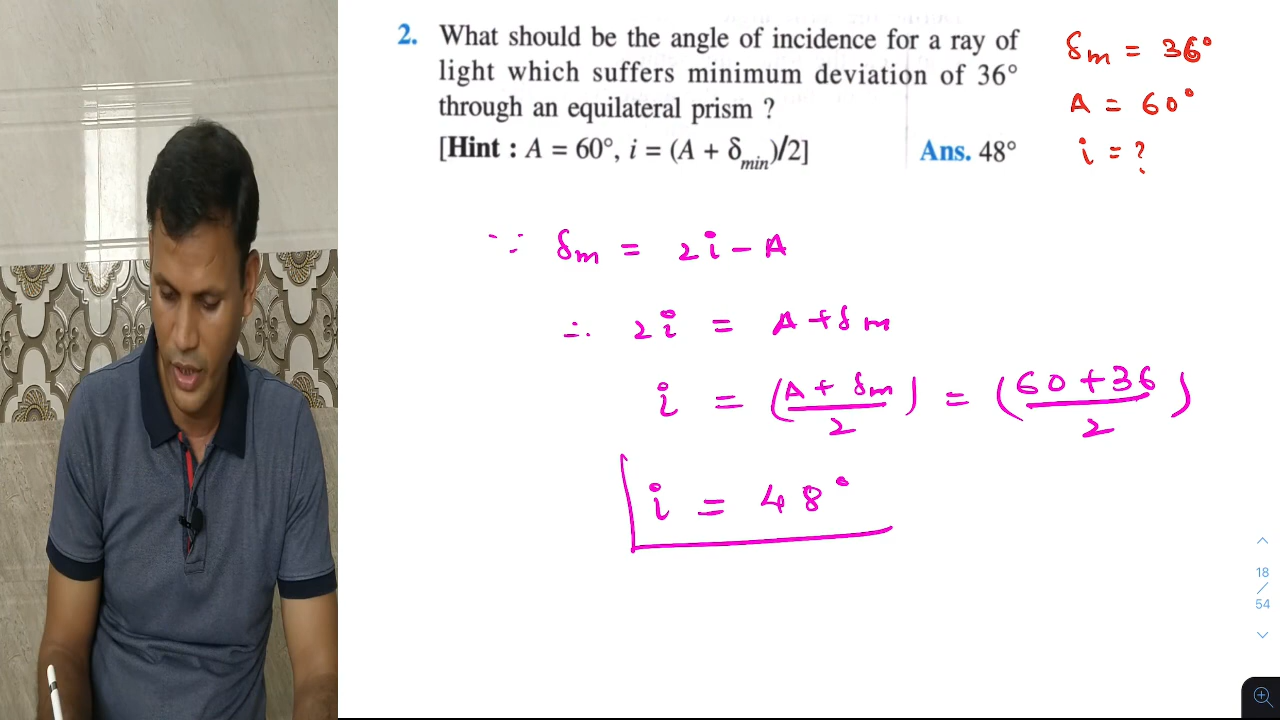 2. What should be the angle of incidence for a ray of
light which suffers minimum deviation of 36°
through an equilateral prism ?
[Hint : A = 60°, i = (A + δmin)/2] Ans. 48°
δm = 36°
A = 60°
i = ?
∵ δm = 2i - A
∴ 2i = A + δm
i = (A + δm / 2) = (60 + 36 / 2)
i = 48°
18
/
54